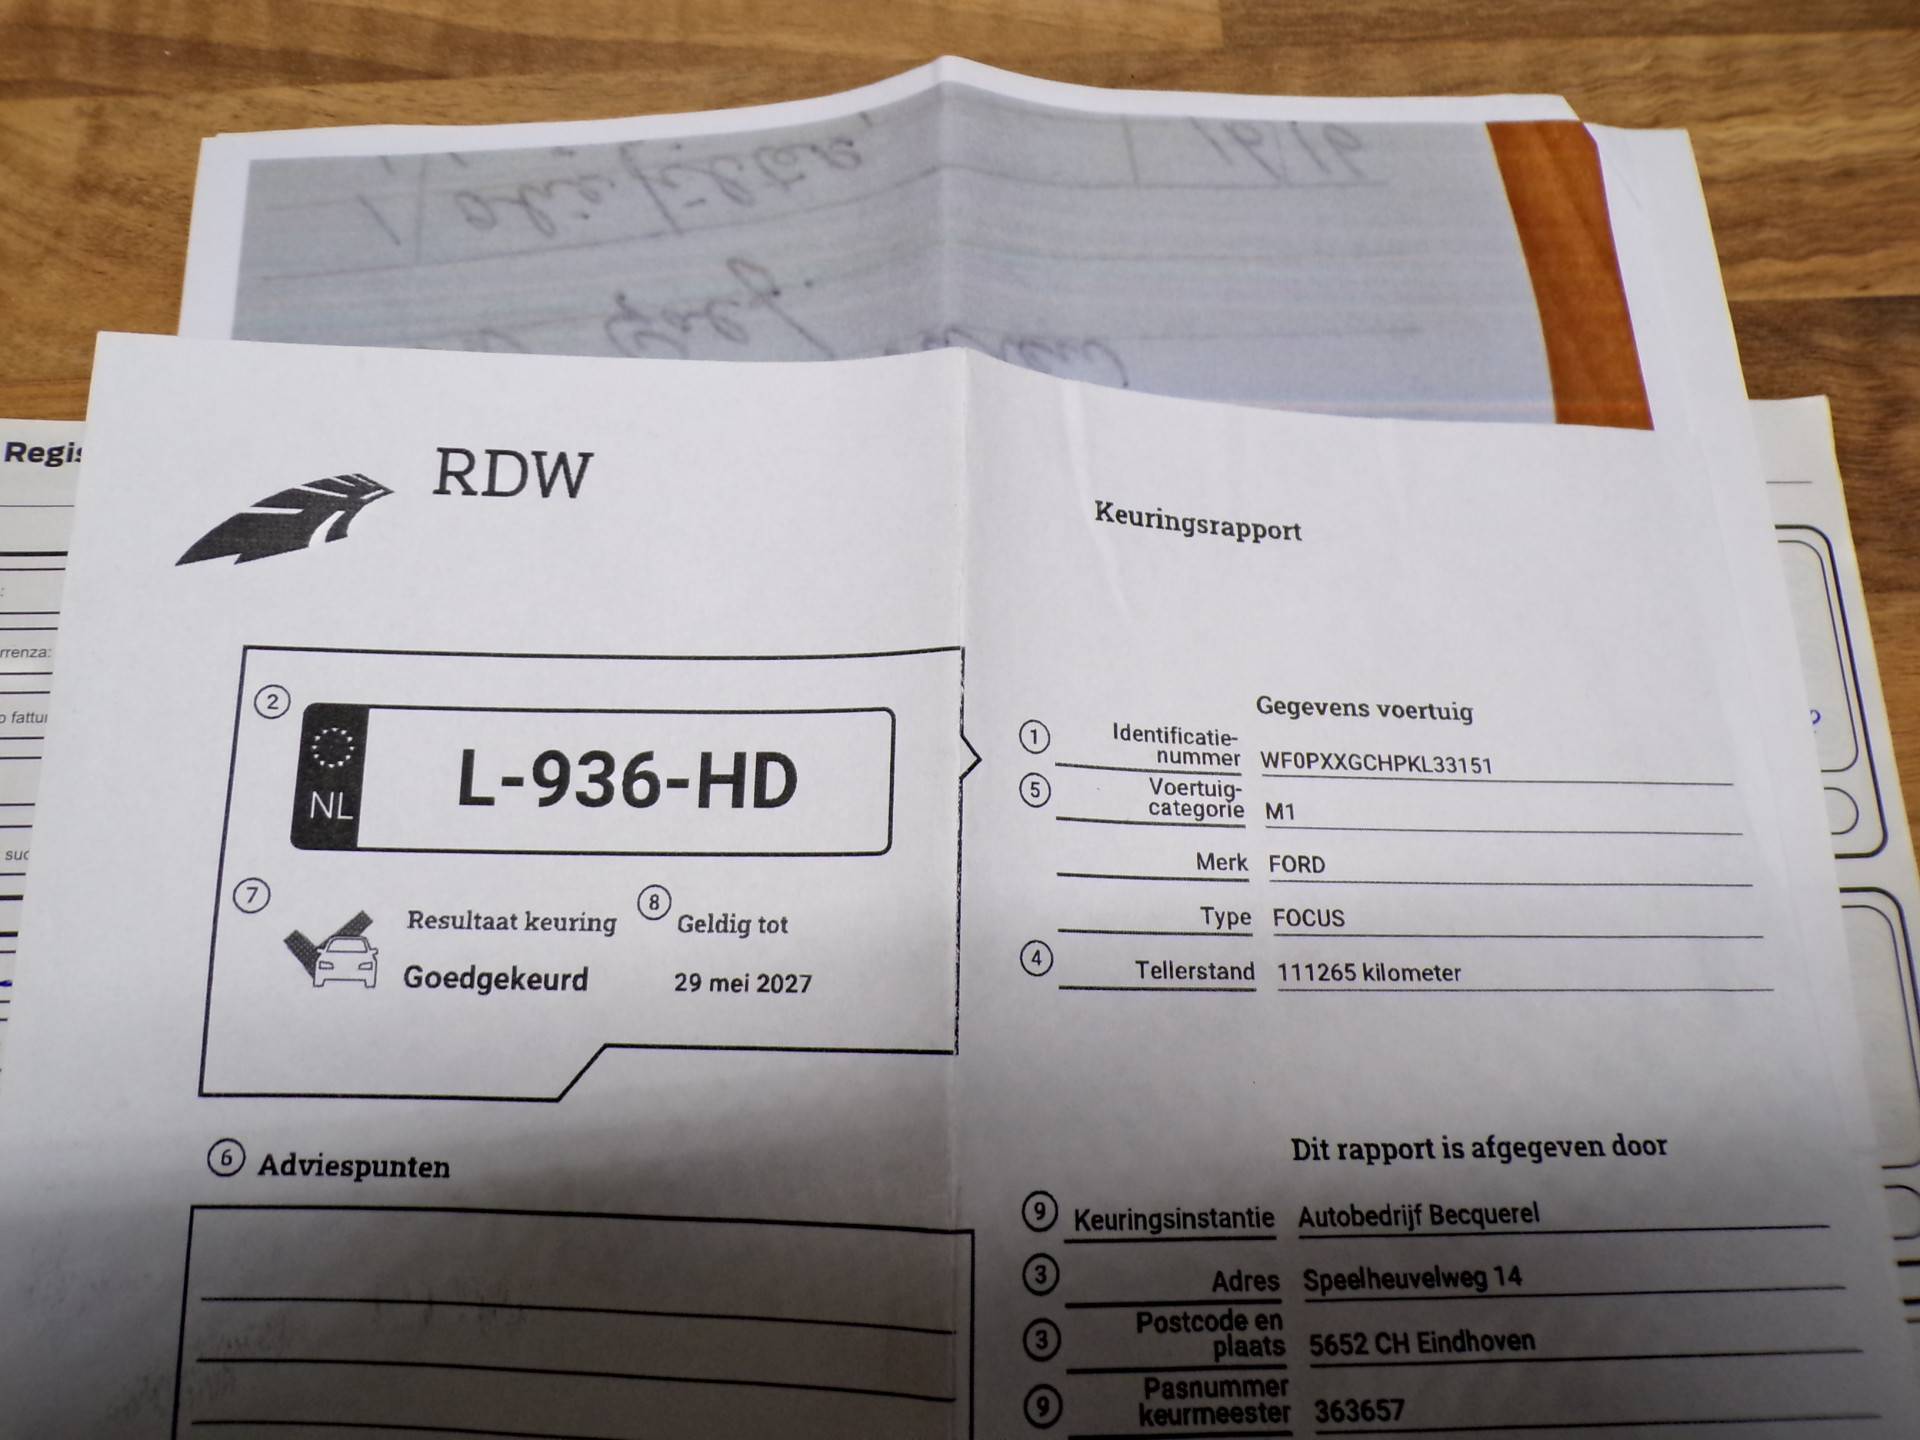 Regis
RDW
Keuringsrapport
rrenza:
o fattur
suc
2
NL
L-936-HD
7
Resultaat keuring
Goedgekeurd
8
Geldig tot
29 mei 2027
Gegevens voertuig
1 Identificatie-
nummer WF0PXXGCHPKL33151
5 Voertuig-
categorie M1
Merk FORD
Type FOCUS
4 Tellerstand 111265 kilometer
6 Adviespunten
Dit rapport is afgegeven door
9 Keuringsinstantie Autobedrijf Becquerel
3 Adres Speelheuvelweg 14
3 Postcode en
plaats 5652 CH Eindhoven
9 Pasnummer
keurmeester 363657